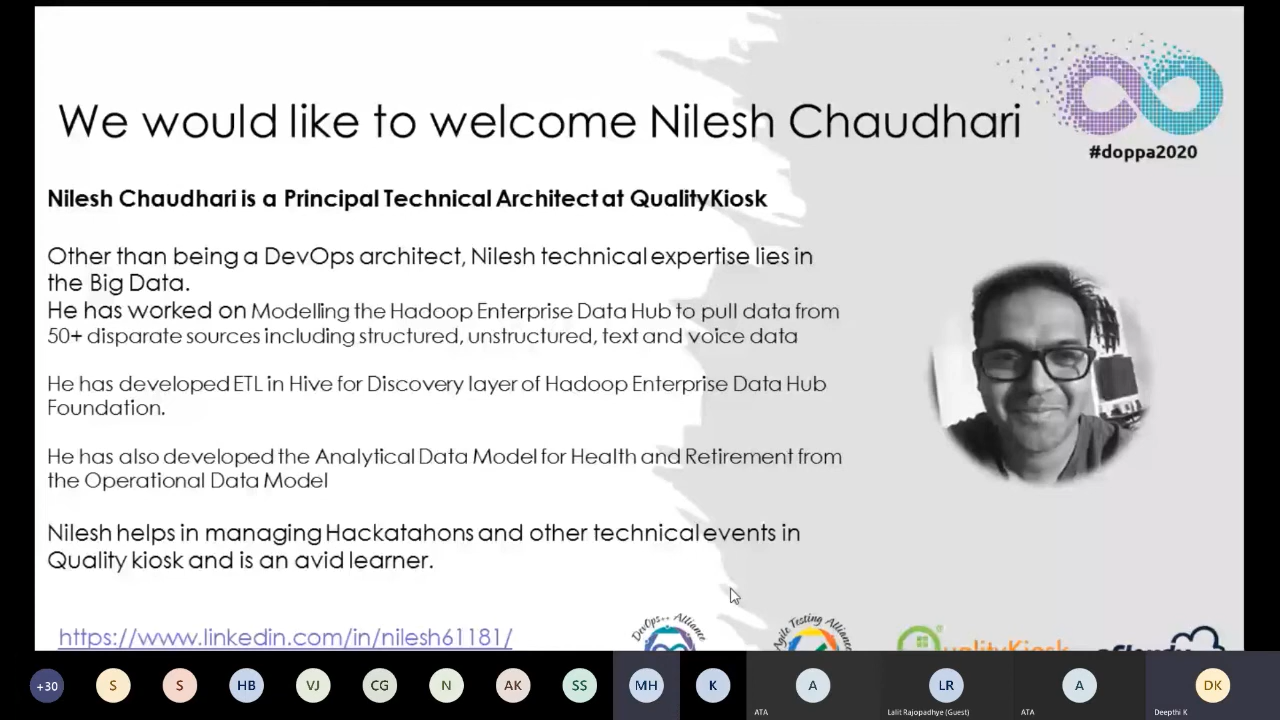 We would like to welcome Nilesh Chaudhari
#doppa2020
Nilesh Chaudhari is a Principal Technical Architect at QualityKiosk
Other than being a DevOps architect, Nilesh technical expertise lies in
the Big Data.
He has worked on Modelling the Hadoop Enterprise Data Hub to pull data from
50+ disparate sources including structured, unstructured, text and voice data
He has developed ETL in Hive for Discovery layer of Hadoop Enterprise Data Hub
Foundation.
He has also developed the Analytical Data Model for Health and Retirement from
the Operational Data Model
Nilesh helps in managing Hackatahons and other technical events in
Quality kiosk and is an avid learner.
https://www.linkedin.com/in/nilesh61181/
DevOps++ Alliance
Agile Testing Alliance
+30 S S HB VJ CG N AK SS MH K A LR A DK
ATA Lalit Rajopadhye (Guest) ATA Deepthi K